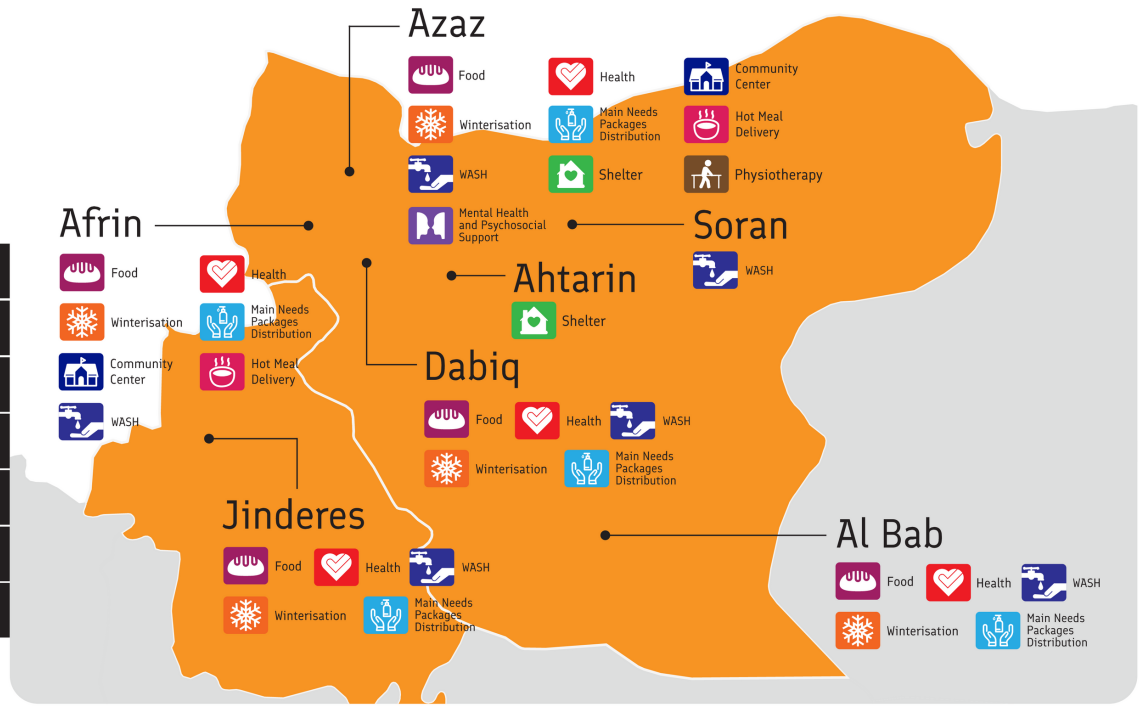 Azaz
Food
Health
Community
Center
Winterisation
Main Needs
Packages
Distribution
Hot Meal
Delivery
WASH
Shelter
Physiotherapy
Mental Health
and Psychosocial
Support
Afrin
Food
Health
Winterisation
Main Needs
Packages
Distribution
Community
Center
Hot Meal
Delivery
WASH
Soran
WASH
Ahtarin
Shelter
Dabiq
Food
Health
WASH
Winterisation
Main Needs
Packages
Distribution
Jinderes
Food
Health
WASH
Winterisation
Main Needs
Packages
Distribution
Al Bab
Food
Health
WASH
Winterisation
Main Needs
Packages
Distribution